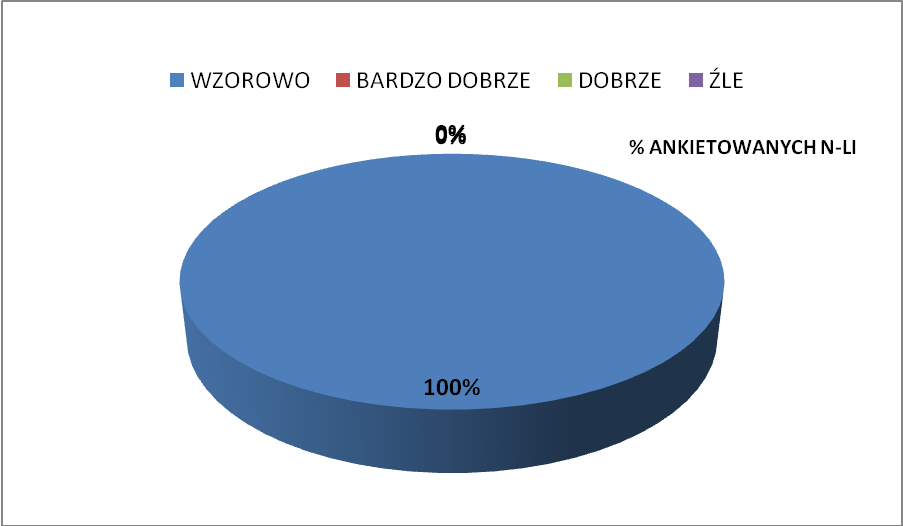 WZOROWO BARDZO DOBRZE DOBRZE ŹLE
0%
% ANKIETOWANYCH N-LI
100%